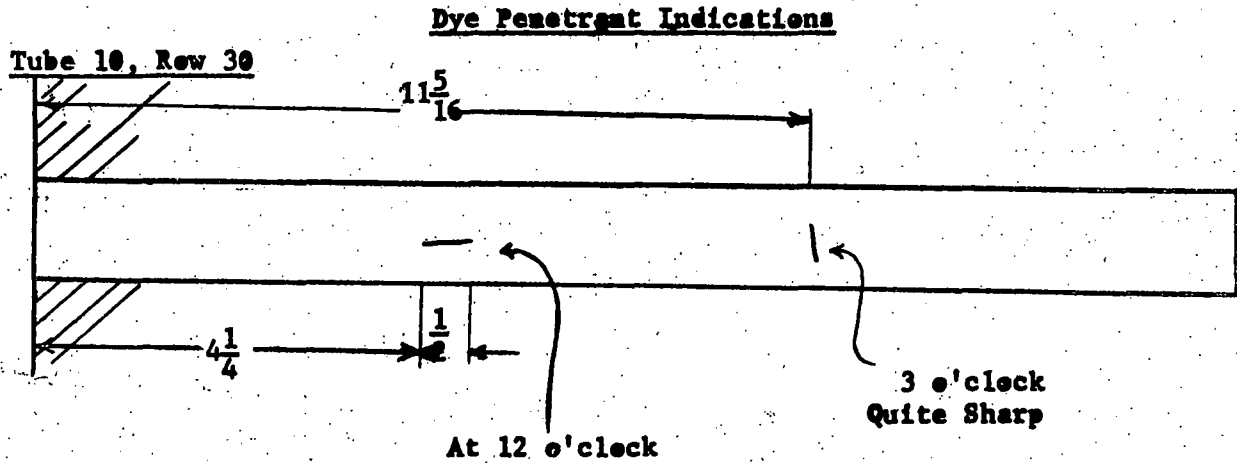 Dye Penetrant Indications
Tube 10, Row 30
11 5/16
4 1/4
1/2
3 o'clock
Quite Sharp
At 12 o'clock